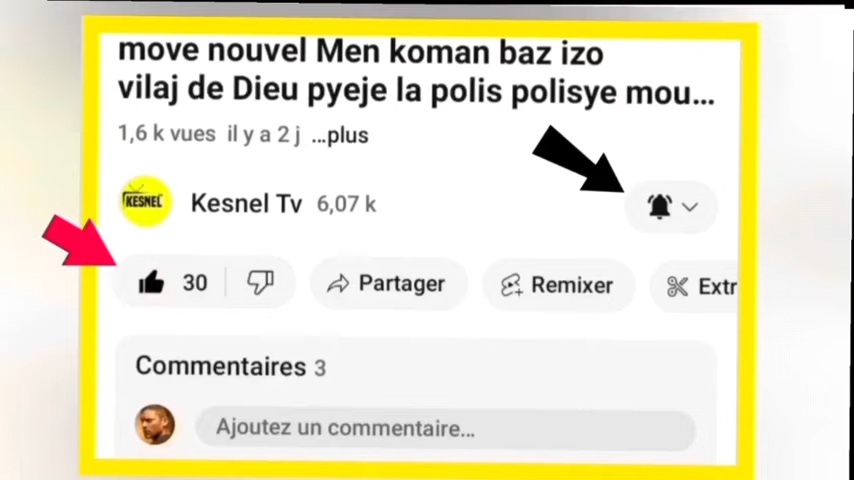 move nouvel Men koman baz izo
vilaj de Dieu pyeje la polis polisye mou...
1,6 k vues il y a 2 j ...plus
KESNEL
Kesnel Tv 6,07 k
30 Partager Remixer Extr
Commentaires 3
Ajoutez un commentaire...